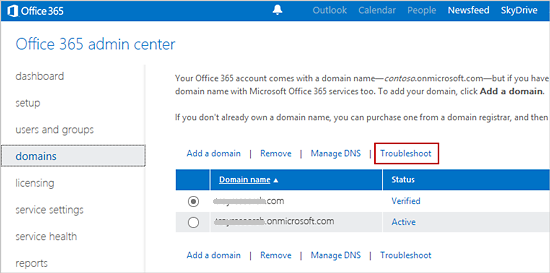 Office 365
Outlook Calendar People Newsfeed SkyDrive
Office 365 admin center
dashboard
setup
users and groups
domains
licensing
service settings
service health
reports
Your Office 365 account comes with a domain name—contoso.onmicrosoft.com—but if you have
domain name with Microsoft Office 365 services too. To add your domain, click Add a domain.
If you don't already own a domain name, you can purchase one from a domain registrar, and then
Add a domain | Remove | Manage DNS | Troubleshoot
Domain name Status
.com Verified
.onmicrosoft.com Active
Add a domain | Remove | Manage DNS | Troubleshoot